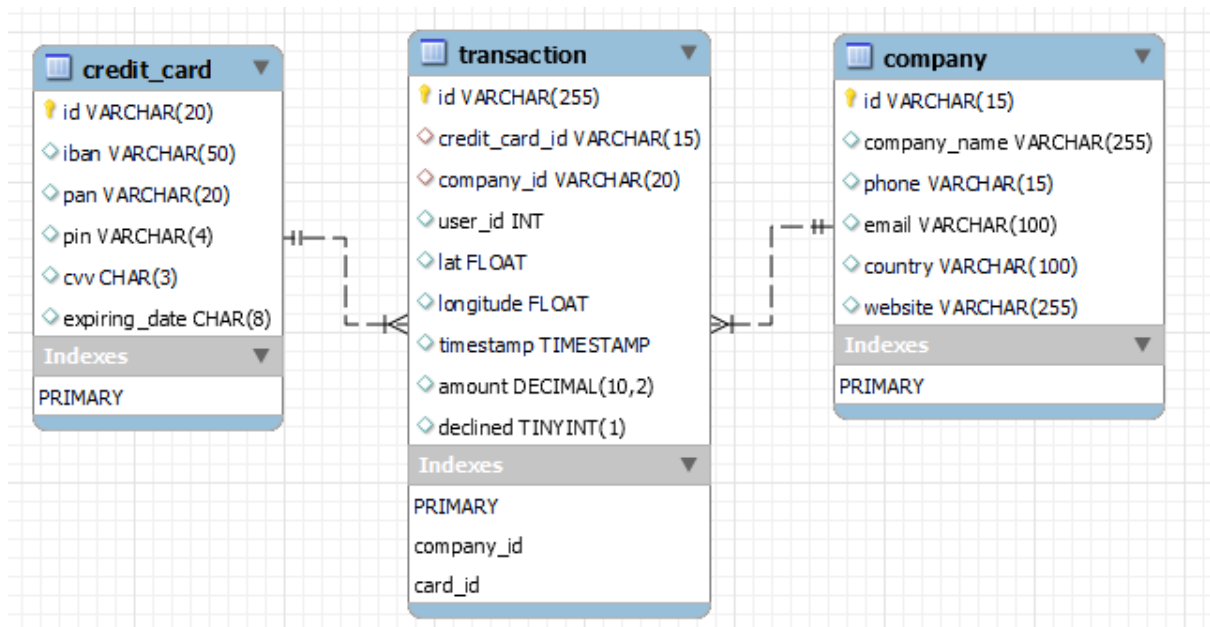 credit_card
id VARCHAR(20)
iban VARCHAR(50)
pan VARCHAR(20)
pin VARCHAR(4)
cvv CHAR(3)
expiring_date CHAR(8)
Indexes
PRIMARY
transaction
id VARCHAR(255)
credit_card_id VARCHAR(15)
company_id VARCHAR(20)
user_id INT
lat FLOAT
longitude FLOAT
timestamp TIMESTAMP
amount DECIMAL(10,2)
declined TINYINT(1)
Indexes
PRIMARY
company_id
card_id
company
id VARCHAR(15)
company_name VARCHAR(255)
phone VARCHAR(15)
email VARCHAR(100)
country VARCHAR(100)
website VARCHAR(255)
Indexes
PRIMARY